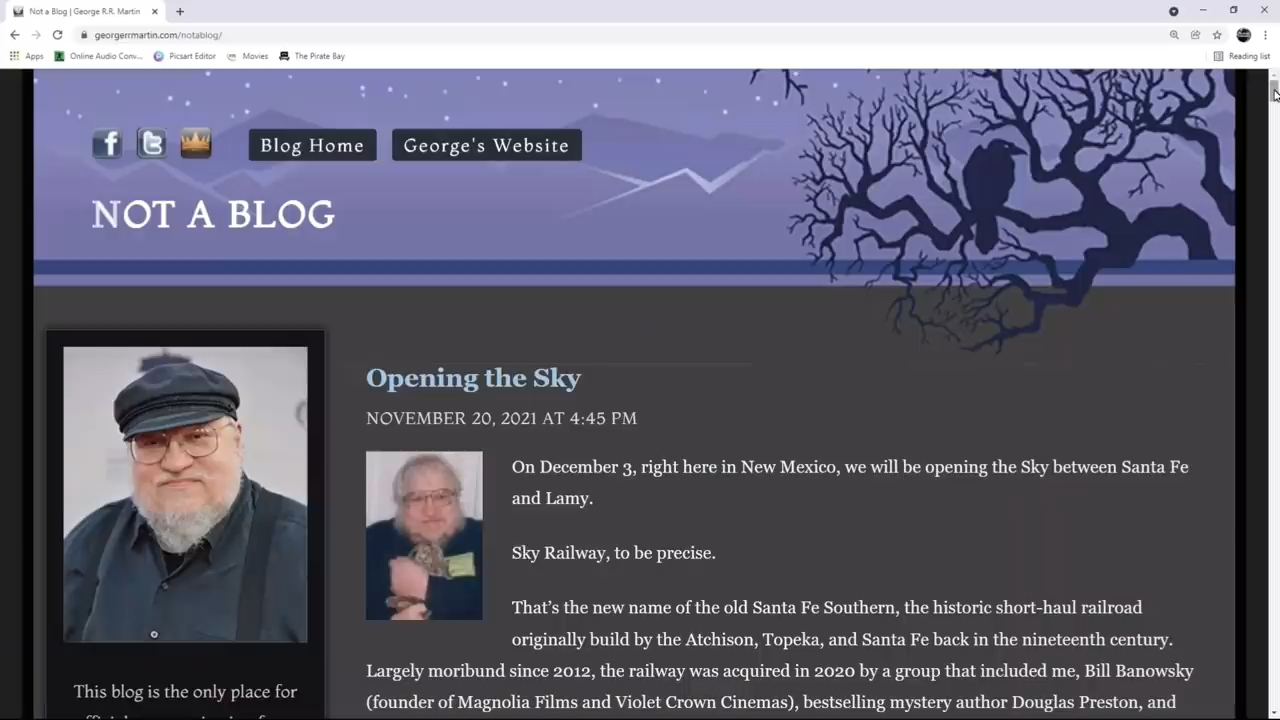 Not a Blog | George R.R. Martin
georgerrmartin.com/notablog/
Apps
Online Audio Conv...
Picsart Editor
Movies
The Pirate Bay
Reading list
Blog Home
George's Website
NOT A BLOG
Opening the Sky
NOVEMBER 20, 2021 AT 4:45 PM
On December 3, right here in New Mexico, we will be opening the Sky between Santa Fe
and Lamy.
Sky Railway, to be precise.
That’s the new name of the old Santa Fe Southern, the historic short-haul railroad
originally build by the Atchison, Topeka, and Santa Fe back in the nineteenth century.
Largely moribund since 2012, the railway was acquired in 2020 by a group that included me, Bill Banowsky
(founder of Magnolia Films and Violet Crown Cinemas), bestselling mystery author Douglas Preston, and
This blog is the only place for